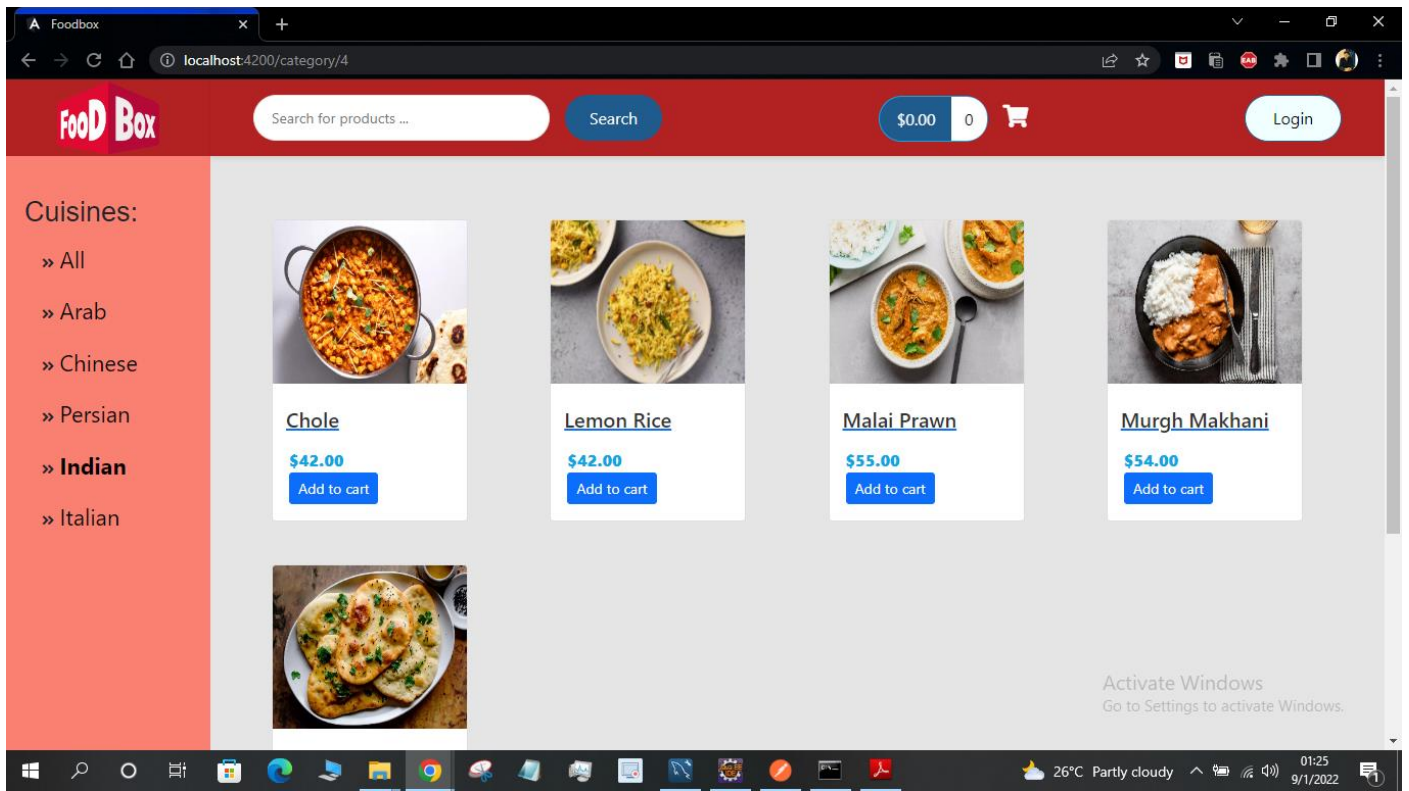 Foodbox
localhost:4200/category/4
FooD Box
Search for products ...
Search
$0.00 0
Login
Cuisines:
» All
» Arab
» Chinese
» Persian
» Indian
» Italian
Chole
$42.00
Add to cart
Lemon Rice
$42.00
Add to cart
Malai Prawn
$55.00
Add to cart
Murgh Makhani
$54.00
Add to cart
Activate Windows
Go to Settings to activate Windows.
26°C Partly cloudy
01:25
9/1/2022
1